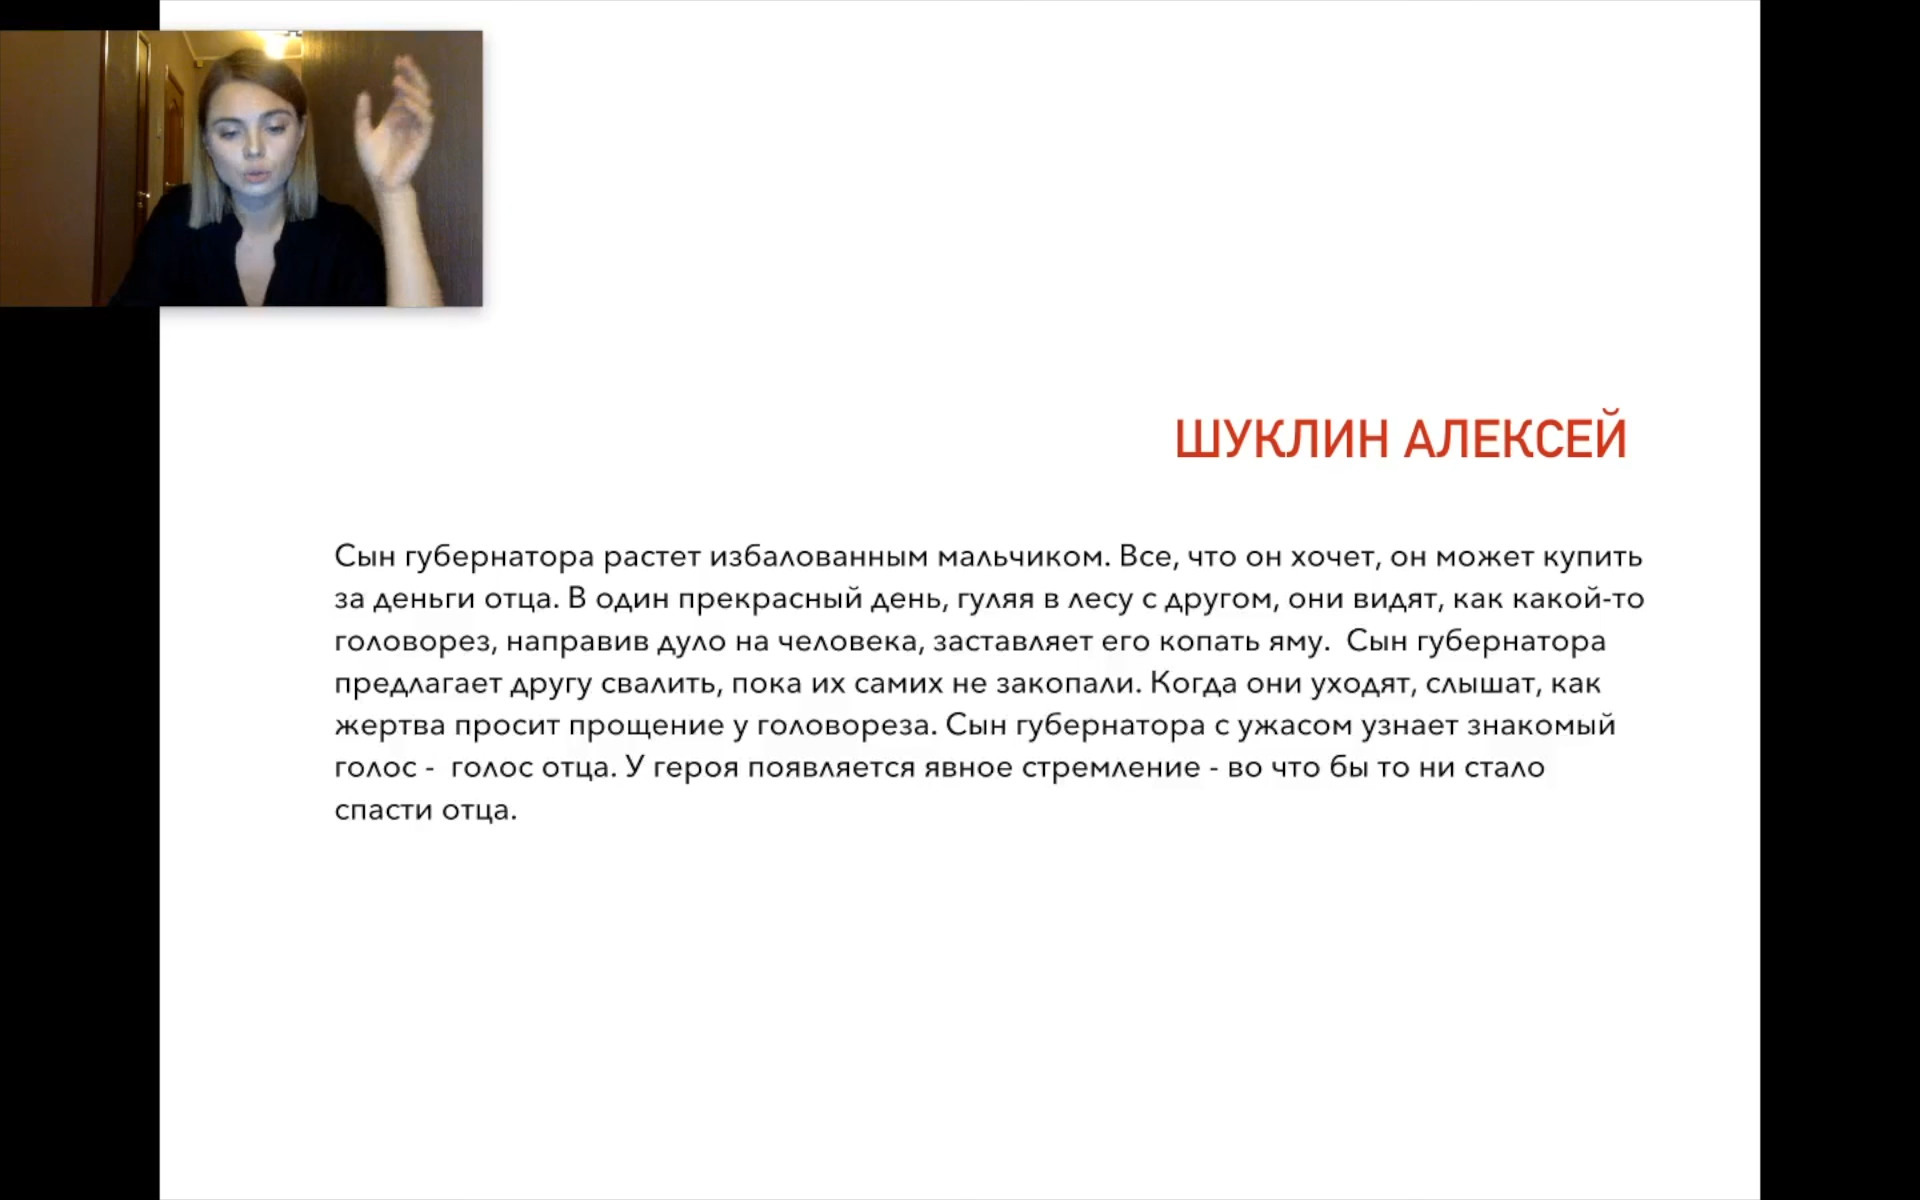 ШУКЛИН АЛЕКСЕЙ
Сын губернатора растет избалованным мальчиком. Все, что он хочет, он может купить
за деньги отца. В один прекрасный день, гуляя в лесу с другом, они видят, как какой-то
головорез, направив дуло на человека, заставляет его копать яму.  Сын губернатора
предлагает другу свалить, пока их самих не закопали. Когда они уходят, слышат, как
жертва просит прощение у головореза. Сын губернатора с ужасом узнает знакомый
голос -  голос отца. У героя появляется явное стремление - во что бы то ни стало
спасти отца.